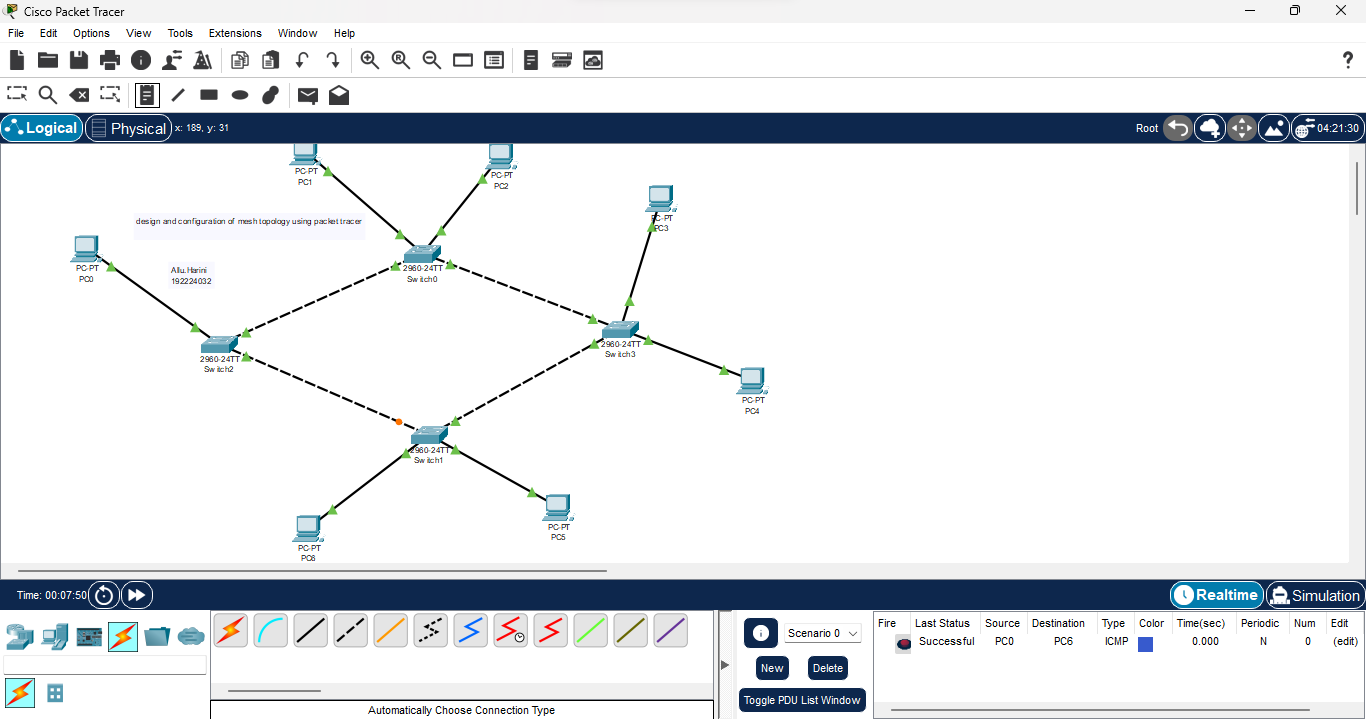 Cisco Packet Tracer
File Edit Options View Tools Extensions Window Help
Logical Physical x: 189, y: 31 Root 04:21:30
PC-PT
PC1
PC-PT
PC2
PC-PT
PC3
design and configuration of mesh topology using packet tracer
PC-PT
PC0
Allu.Harini
192224032
2960-24TT
Switch0
2960-24TT
Switch3
2960-24TT
Switch2
PC-PT
PC4
2960-24TT
Switch1
PC-PT
PC5
PC-PT
PC6
Time: 00:07:50 Realtime Simulation
Scenario 0
New Delete
Toggle PDU List Window
Fire Last Status Source Destination Type Color Time(sec) Periodic Num Edit
Successful PC0 PC6 ICMP 0.000 N 0 (edit)
Automatically Choose Connection Type